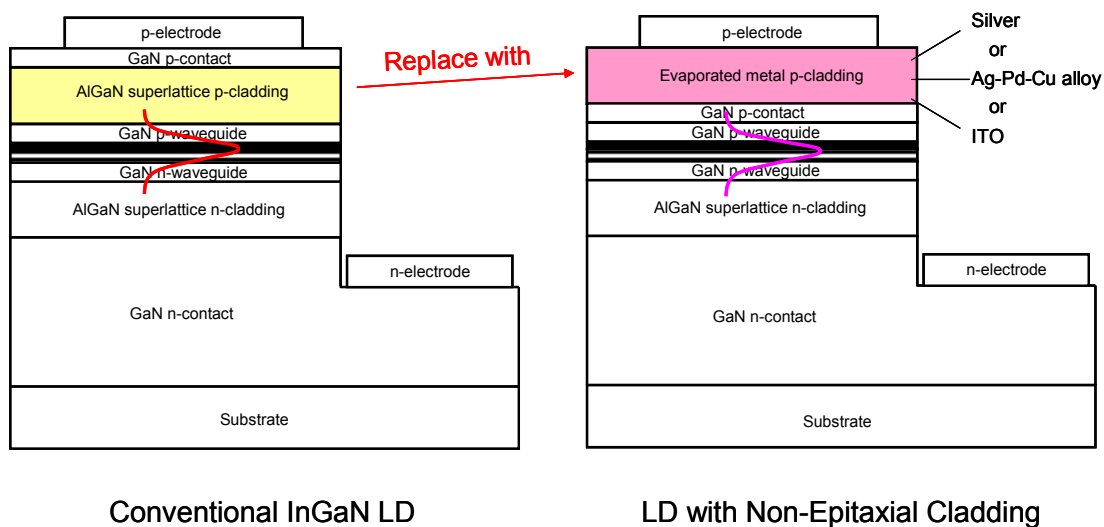 p-electrode
GaN p-contact
AlGaN superlattice p-cladding
GaN p-waveguide
GaN n-waveguide
AlGaN superlattice n-cladding
n-electrode
GaN n-contact
Substrate
Conventional InGaN LD
Replace with
p-electrode
Evaporated metal p-cladding
GaN p-contact
GaN p-waveguide
GaN n-waveguide
AlGaN superlattice n-cladding
n-electrode
GaN n-contact
Substrate
Silver
or
Ag-Pd-Cu alloy
or
ITO
LD with Non-Epitaxial Cladding